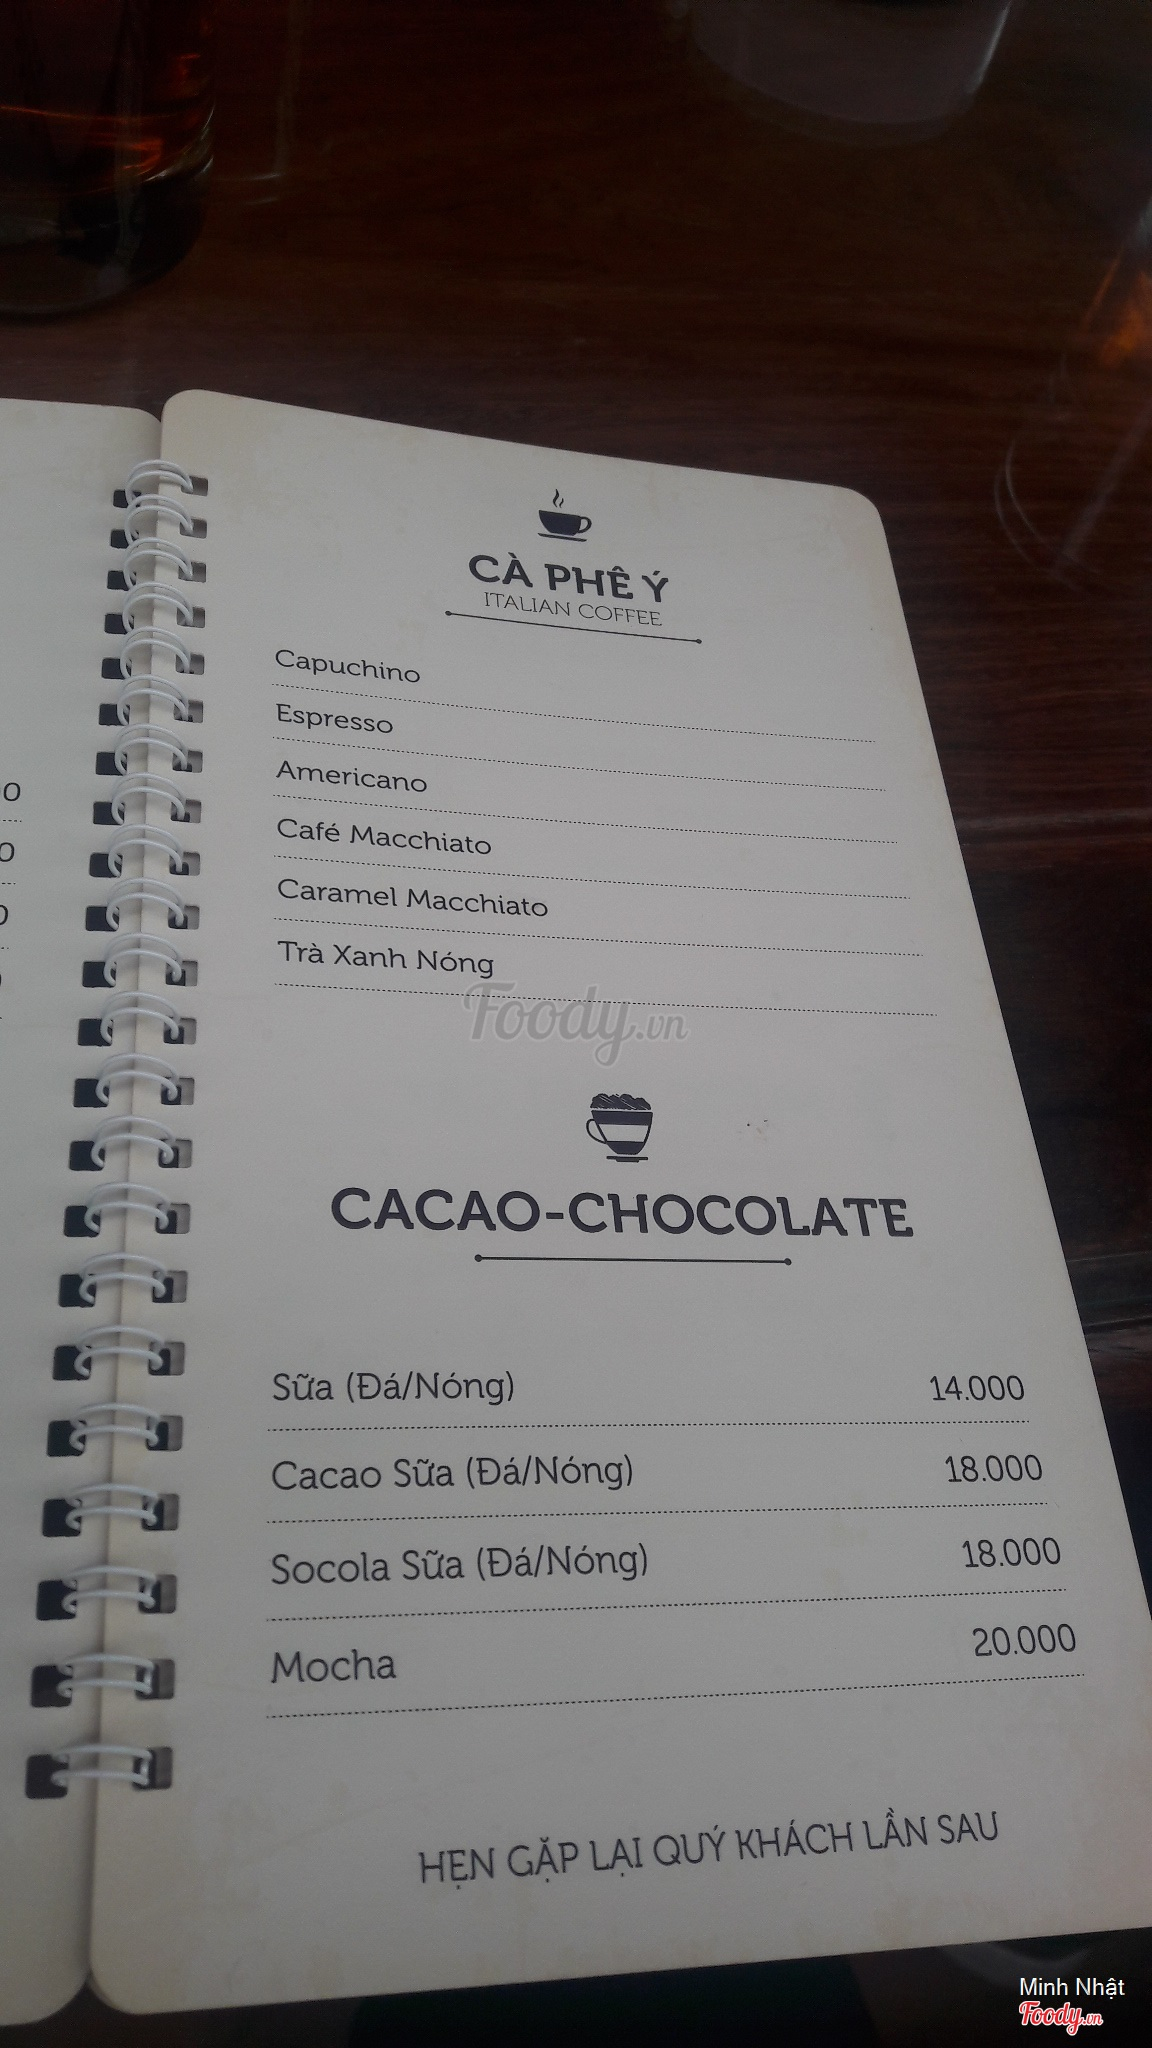 CÀ PHÊ Ý
ITALIAN COFFEE
Capuchino
Espresso
Americano
Café Macchiato
Caramel Macchiato
Trà Xanh Nóng
Foody.vn
CACAO-CHOCOLATE
Sữa (Đá/Nóng) 14.000
Cacao Sữa (Đá/Nóng) 18.000
Socola Sữa (Đá/Nóng) 18.000
Mocha 20.000
HẸN GẶP LẠI QUÝ KHÁCH LẦN SAU
Minh Nhật
Foody.vn